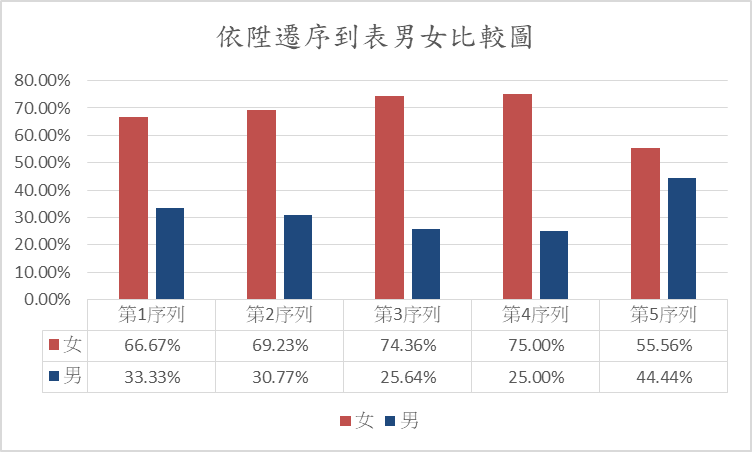 依陞遷序到表男女比較圖
80.00%
70.00%
60.00%
50.00%
40.00%
30.00%
20.00%
10.00%
0.00%
第1序列 第2序列 第3序列 第4序列 第5序列
女 66.67% 69.23% 74.36% 75.00% 55.56%
男 33.33% 30.77% 25.64% 25.00% 44.44%
女 男